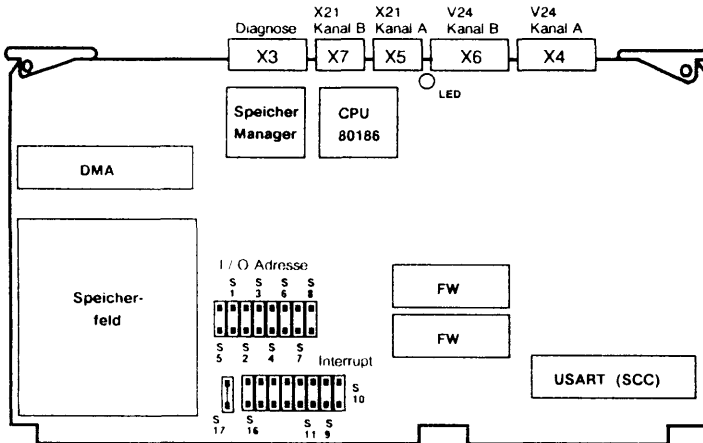 X21 X21 V24 V24
Diagnose Kanal B Kanal A Kanal B Kanal A
X3 X7 X5 X6 X4
LED
Speicher Manager
CPU 80186
DMA
I / O Adresse
S 1 S 3 S 6 S 8
Speicher-
feld
FW
FW
S 5 S 2 S 4 S 7
Interrupt
USART (SCC)
S 10
S 17 S 16 S 11 S 9